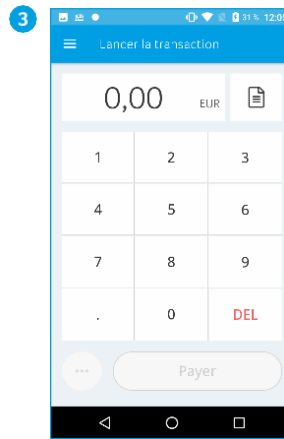 3
31 % 12:05
Lancer la transaction
0,00 EUR
1 2 3
4 5 6
7 8 9
. 0 DEL
... Payer